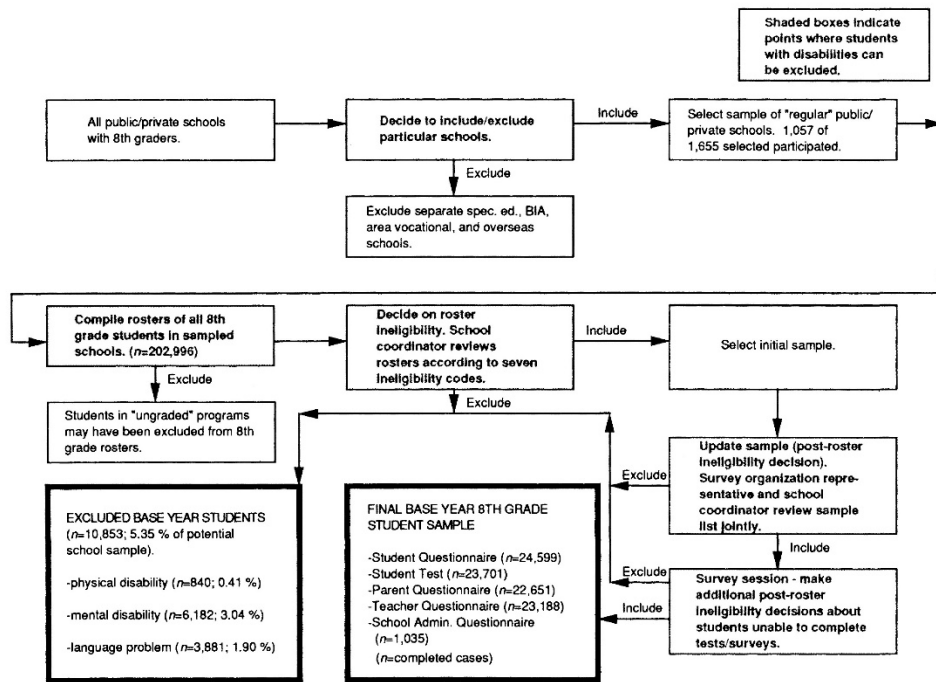 Shaded boxes indicate
points where students
with disabilities can
be excluded.
All public/private schools
with 8th graders.
Decide to include/exclude
particular schools.
Include
Select sample of "regular" public/
private schools. 1,057 of
1,655 selected participated.
Exclude
Exclude separate spec. ed., BIA,
area vocational, and overseas
schools.
Compile rosters of all 8th
grade students in sampled
schools. (n=202,996)
Decide on roster
ineligibility. School
coordinator reviews
rosters according to seven
ineligibility codes.
Include
Select initial sample.
Exclude
Students in "ungraded" programs
may have been excluded from 8th
grade rosters.
Exclude
Update sample (post-roster
ineligibility decision).
Survey organization repre-
sentative and school
coordinator review sample
list jointly.
Exclude
Include
EXCLUDED BASE YEAR STUDENTS
(n=10,853; 5.35 % of potential
school sample).
-physical disability (n=840; 0.41 %)
-mental disability (n=6,182; 3.04 %)
-language problem (n=3,881; 1.90 %)
FINAL BASE YEAR 8TH GRADE
STUDENT SAMPLE
-Student Questionnaire (n=24,599)
-Student Test (n=23,701)
-Parent Questionnaire (n=22,651)
-Teacher Questionnaire (n=23,188)
-School Admin. Questionnaire
(n=1,035)
(n=completed cases)
Exclude
Include
Survey session - make
additional post-roster
ineligibility decisions about
students unable to complete
tests/surveys.